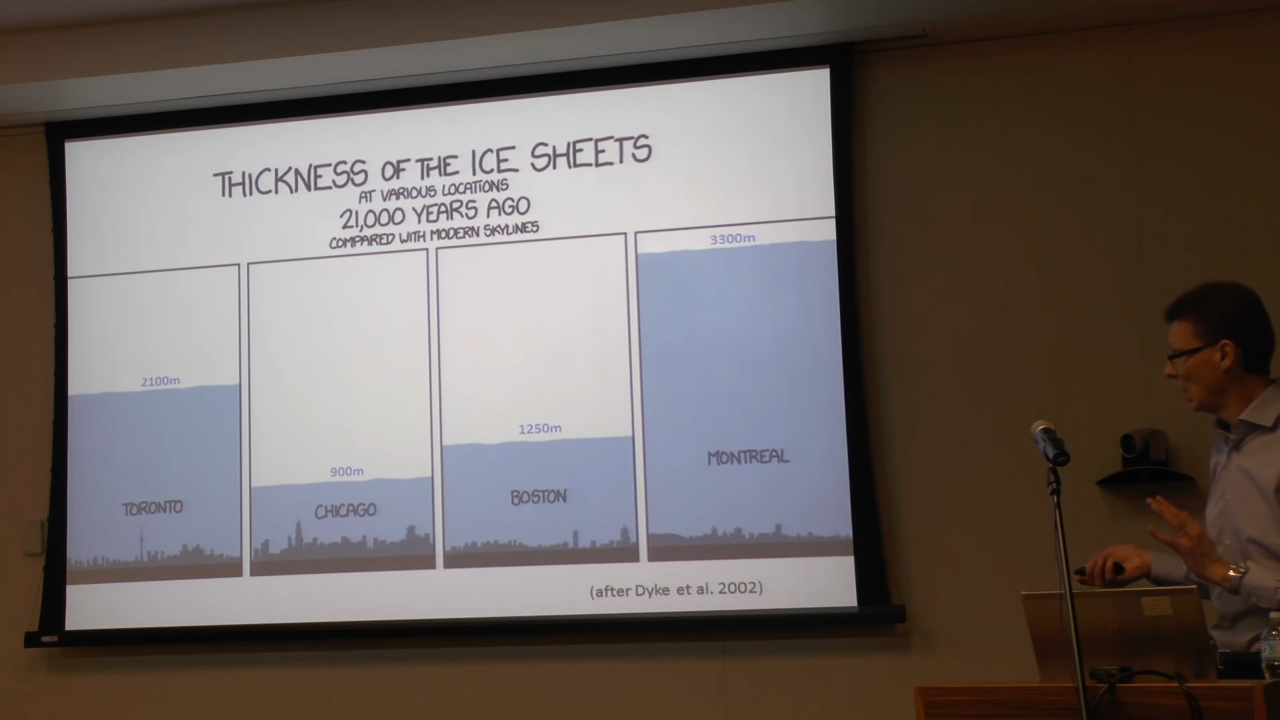 THICKNESS OF THE ICE SHEETS
AT VARIOUS LOCATIONS
21,000 YEARS AGO
COMPARED WITH MODERN SKYLINES
2100m
TORONTO
900m
CHICAGO
1250m
BOSTON
3300m
MONTREAL
(after Dyke et al. 2002)